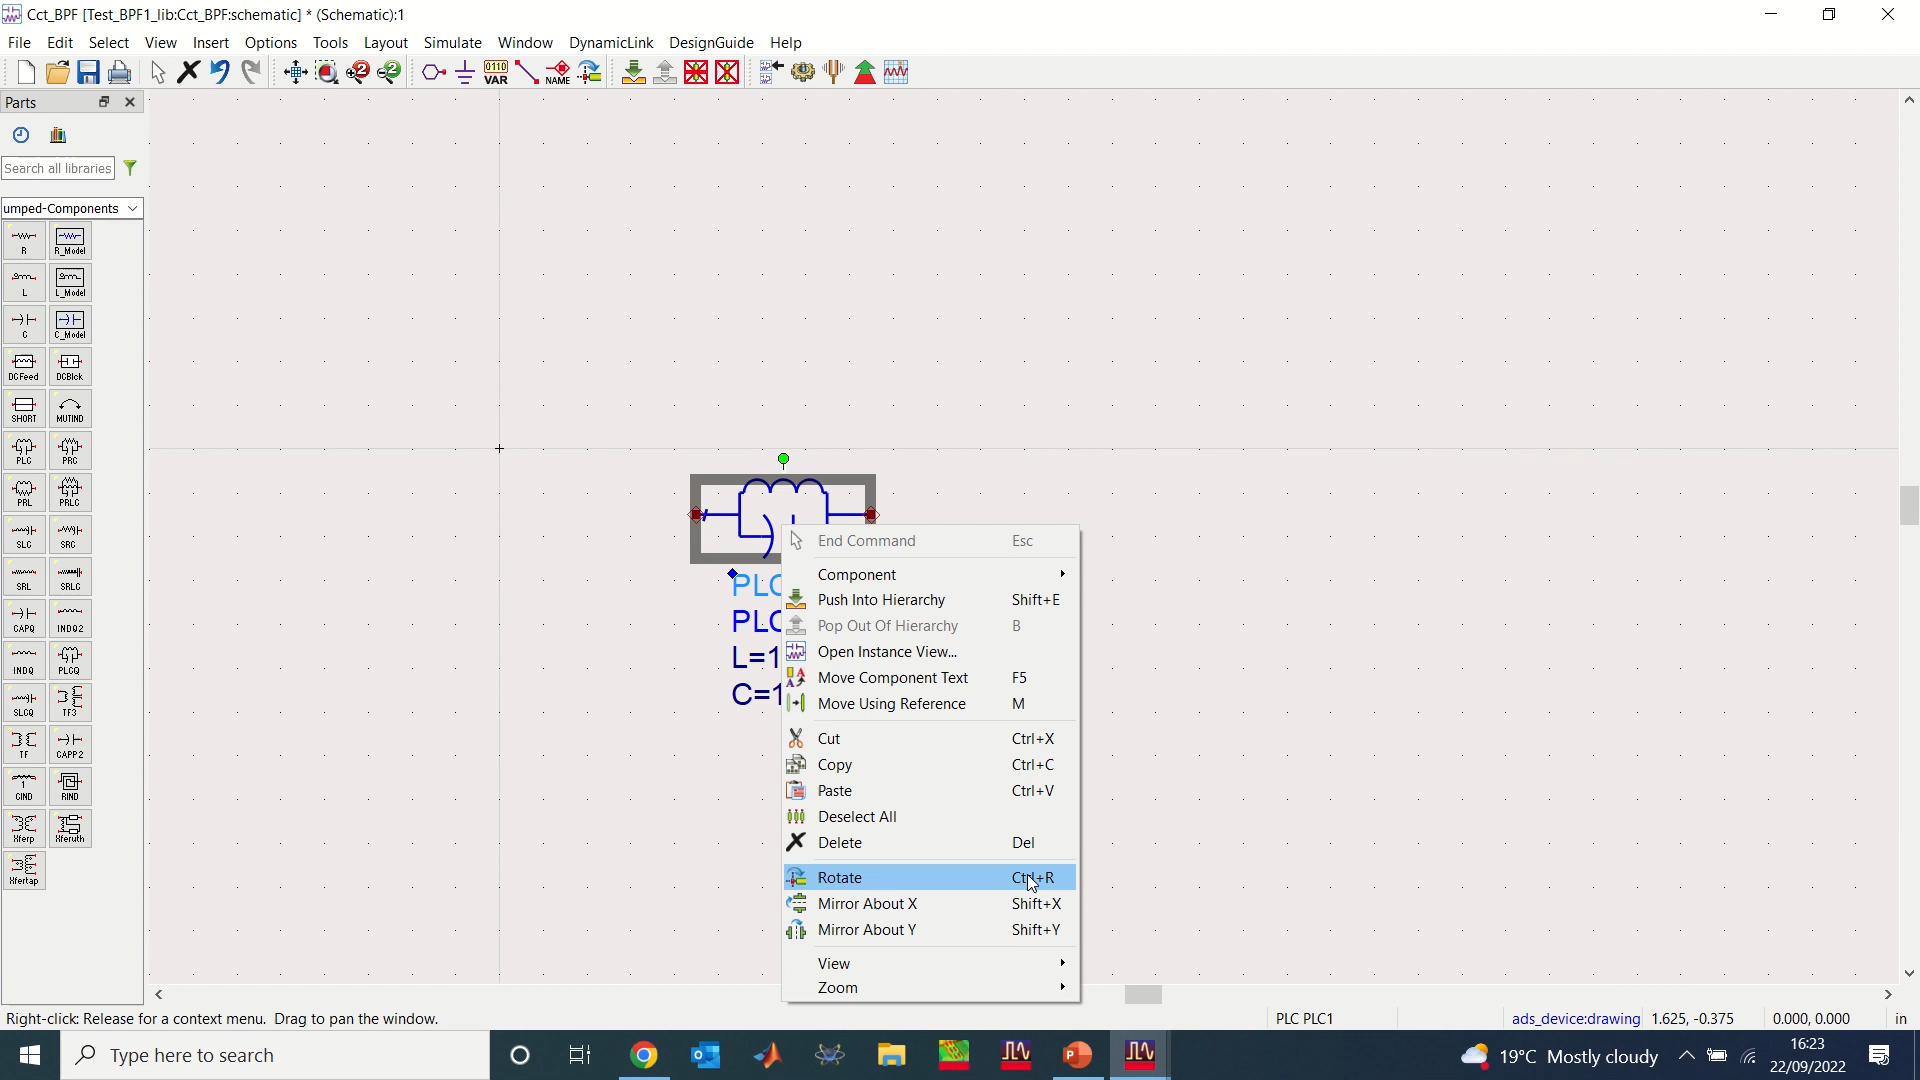 Cct_BPF [Test_BPF1_lib:Cct_BPF:schematic] * (Schematic):1
File Edit Select View Insert Options Tools Layout Simulate Window DynamicLink DesignGuide Help
0110
VAR
NAME
Parts
Search all libraries
umped-Components
R R_Model
L L_Model
C C_Model
DCFeed DCBlck
SHORT MUTIND
PLC PRC
PRL PRLC
SLC SRC
SRL SRLC
CAPQ INDQ2
INDQ PLCQ
SLCQ TF3
TF CAPP2
CIND RIND
Xferp Xferuth
Xfertap
PLC
PLC
L=1
C=1
End Command Esc
Component
Push Into Hierarchy Shift+E
Pop Out Of Hierarchy B
Open Instance View...
Move Component Text F5
Move Using Reference M
Cut Ctrl+X
Copy Ctrl+C
Paste Ctrl+V
Deselect All
Delete Del
Rotate Ctrl+R
Mirror About X Shift+X
Mirror About Y Shift+Y
View
Zoom
Right-click: Release for a context menu. Drag to pan the window.
PLC PLC1
ads_device:drawing 1.625, -0.375 0.000, 0.000 in
Type here to search
19°C Mostly cloudy
16:23
22/09/2022